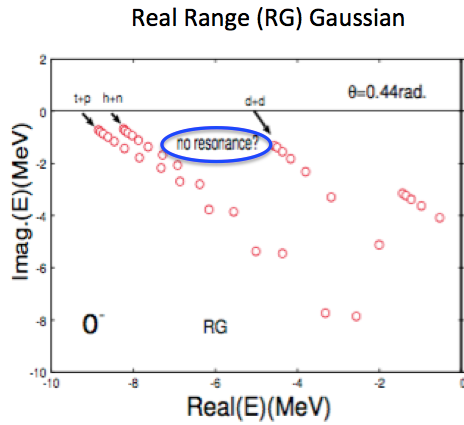 Real Range (RG) Gaussian
2
t+p
h+n
d+d
θ=0.44rad.
0
no resonance?
-2
Imag.(E)(MeV)
-4
-6
0⁻
RG
-8
-10
-10 -8 -6 -4 -2 0
Real(E)(MeV)